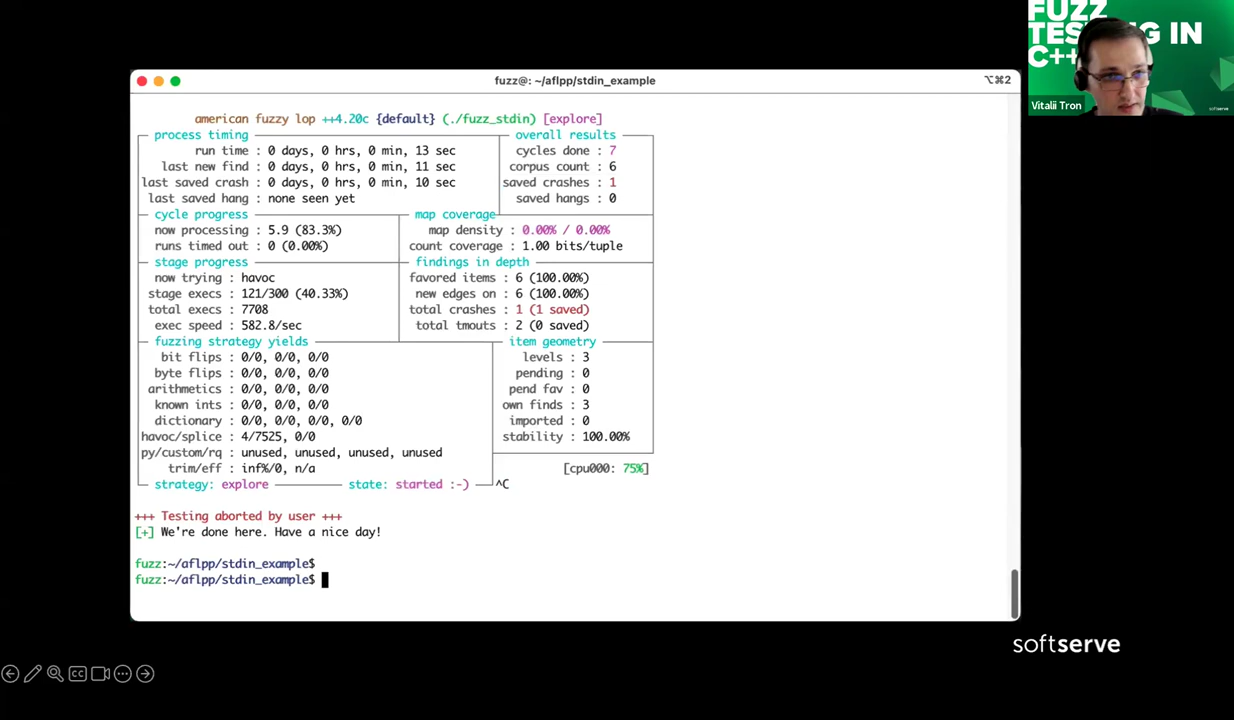 FUZZ
TESTING IN
C++
Vitalii Tron
softserve
fuzz@: ~/aflpp/stdin_example
⌥⌘2
american fuzzy lop ++4.20c {default} (./fuzz_stdin) [explore]
process timing overall results
run time : 0 days, 0 hrs, 0 min, 13 sec cycles done : 7
last new find : 0 days, 0 hrs, 0 min, 11 sec corpus count : 6
last saved crash : 0 days, 0 hrs, 0 min, 10 sec saved crashes : 1
last saved hang : none seen yet saved hangs : 0
cycle progress map coverage
now processing : 5.9 (83.3%) map density : 0.00% / 0.00%
runs timed out : 0 (0.00%) count coverage : 1.00 bits/tuple
stage progress findings in depth
now trying : havoc favored items : 6 (100.00%)
stage execs : 121/300 (40.33%) new edges on : 6 (100.00%)
total execs : 7708 total crashes : 1 (1 saved)
exec speed : 582.8/sec total tmouts : 2 (0 saved)
fuzzing strategy yields item geometry
bit flips : 0/0, 0/0, 0/0 levels : 3
byte flips : 0/0, 0/0, 0/0 pending : 0
arithmetics : 0/0, 0/0, 0/0 pend fav : 0
known ints : 0/0, 0/0, 0/0 own finds : 3
dictionary : 0/0, 0/0, 0/0, 0/0 imported : 0
havoc/splice : 4/7525, 0/0 stability : 100.00%
py/custom/rq : unused, unused, unused, unused
trim/eff : inf%/0, n/a [cpu000: 75%]
strategy: explore state: started :-) ^C
+++ Testing aborted by user +++
[+] We're done here. Have a nice day!
fuzz:~/aflpp/stdin_example$
fuzz:~/aflpp/stdin_example$
softserve
CC